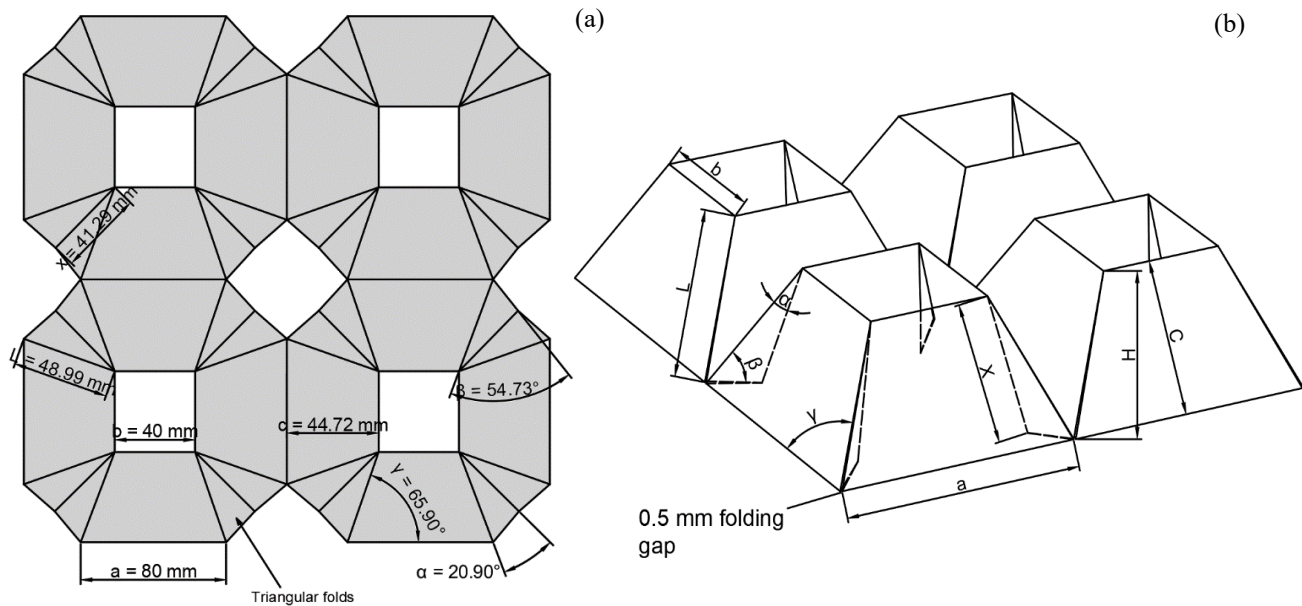 (a)
(b)
x = 41.29 mm
L = 48.99 mm
β = 54.73°
b = 40 mm
c = 44.72 mm
γ = 65.90°
a = 80 mm
α = 20.90°
Triangular folds
b
L
α
β
γ
X
H
C
a
0.5 mm folding
gap